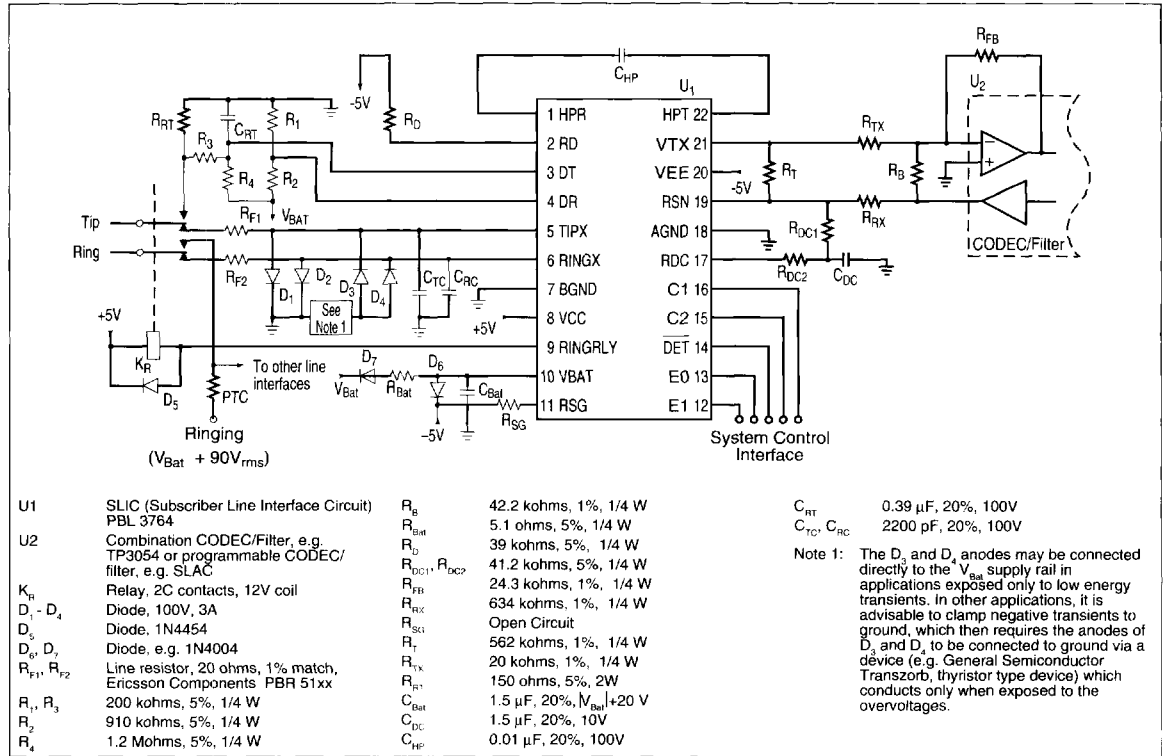 C_HP
U_1
R_FB
U_2
-5V
R_D
R_RT
C_RT
R_1
R_3
R_4
R_2
V_BAT
R_F1
Tip
Ring
R_F2
D_1
D_2
D_3
D_4
C_TC
C_RC
See
Note 1
+5V
K_R
D_5
PTC
To other line
interfaces
Ringing
(V_Bat + 90V_rms)
+5V
D_7
V_Bat
R_Bat
D_6
C_Bat
-5V
R_SG
1 HPR
2 RD
3 DT
4 DR
5 TIPX
6 RINGX
7 BGND
8 VCC
9 RINGRLY
10 VBAT
11 RSG
HPT 22
VTX 21
VEE 20
RSN 19
AGND 18
RDC 17
C1 16
C2 15
DET 14
E0 13
E1 12
-5V
R_TX
R_T
R_B
R_RX
R_DC1
R_DC2
C_DC
−
+
CODEC/Filter
System Control
Interface
U1 SLIC (Subscriber Line Interface Circuit)
PBL 3764
U2 Combination CODEC/Filter, e.g.
TP3054 or programmable CODEC/
filter, e.g. SLAC
K_R Relay, 2C contacts, 12V coil
D_1 - D_4 Diode, 100V, 3A
D_5 Diode, 1N4454
D_6, D_7 Diode, e.g. 1N4004
R_F1, R_F2 Line resistor, 20 ohms, 1% match,
Ericsson Components PBR 51xx
R_1, R_3 200 kohms, 5%, 1/4 W
R_2 910 kohms, 5%, 1/4 W
R_4 1.2 Mohms, 5%, 1/4 W
R_B 42.2 kohms, 1%, 1/4 W
R_Bat 5.1 ohms, 5%, 1/4 W
R_D 39 kohms, 5%, 1/4 W
R_DC1, R_DC2 41.2 kohms, 5%, 1/4 W
R_FB 24.3 kohms, 1%, 1/4 W
R_RX 634 kohms, 1%, 1/4 W
R_SG Open Circuit
R_T 562 kohms, 1%, 1/4 W
R_TX 20 kohms, 1%, 1/4 W
R_RT 150 ohms, 5%, 2W
C_Bat 1.5 µF, 20%, |V_Bat|+20 V
C_DC 1.5 µF, 20%, 10V
C_HP 0.01 µF, 20%, 100V
C_RT 0.39 µF, 20%, 100V
C_TC, C_RC 2200 pF, 20%, 100V
Note 1: The D_3 and D_4 anodes may be connected
directly to the V_Bat supply rail in
applications exposed only to low energy
transients. In other applications, it is
advisable to clamp negative transients to
ground, which then requires the anodes of
D_3 and D_4 to be connected to ground via a
device (e.g. General Semiconductor
Transzorb, thyristor type device) which
conducts only when exposed to the
overvoltages.